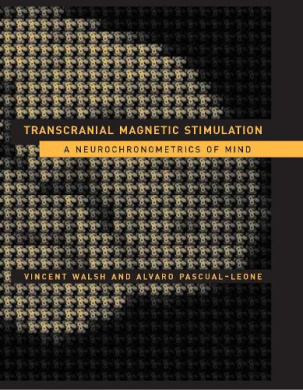 TRANSCRANIAL MAGNETIC STIMULATION
A NEUROCHRONOMETRICS OF MIND
VINCENT WALSH AND ALVARO PASCUAL-LEONE